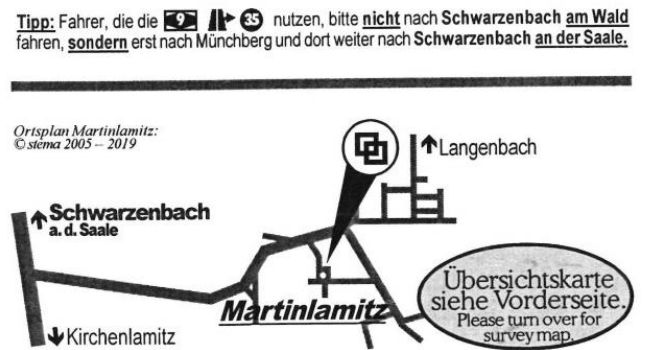 Tipp: Fahrer, die die 9 35 nutzen, bitte nicht nach Schwarzenbach am Wald
fahren, sondern erst nach Münchberg und dort weiter nach Schwarzenbach an der Saale.
Ortsplan Martinlamitz:
© stema 2005 – 2019
Langenbach
Schwarzenbach
a. d. Saale
Übersichtskarte
siehe Vorderseite.
Please turn over for
survey map.
Martinlamitz
Kirchenlamitz